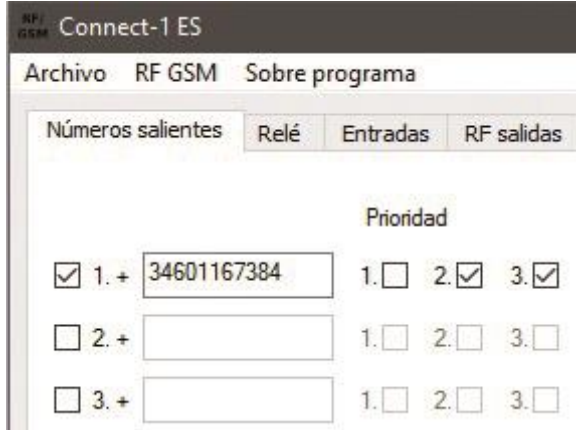 RF/
GSM Connect-1 ES
Archivo RF GSM Sobre programa
Números salientes Relé Entradas RF salidas
Prioridad
1. + 34601167384 1. 2. 3.
2. + 1. 2. 3.
3. + 1. 2. 3.